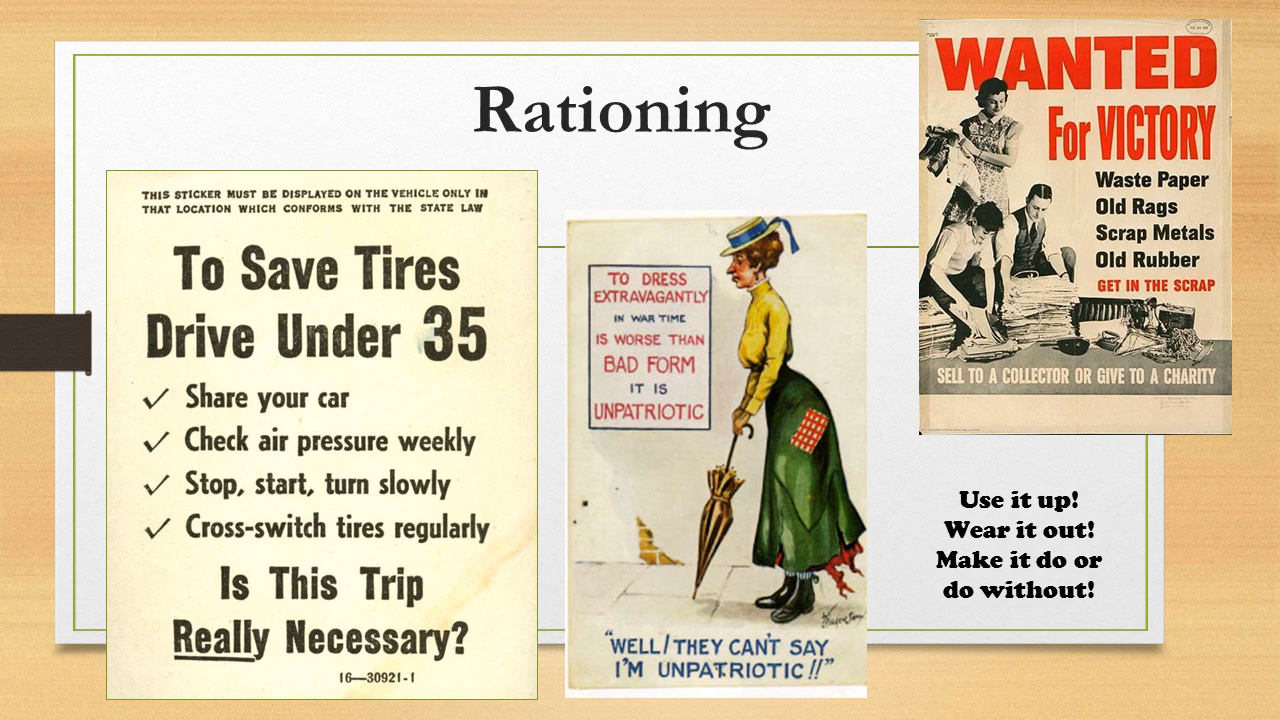 Rationing
THIS STICKER MUST BE DISPLAYED ON THE VEHICLE ONLY IN
THAT LOCATION WHICH CONFORMS WITH THE STATE LAW
To Save Tires
Drive Under 35
✓ Share your car
✓ Check air pressure weekly
✓ Stop, start, turn slowly
✓ Cross-switch tires regularly
Is This Trip
Really Necessary?
16—30921-1
TO DRESS
EXTRAVAGANTLY
IN WAR TIME
IS WORSE THAN
BAD FORM
IT IS
UNPATRIOTIC
"WELL! THEY CAN'T SAY
I'M UNPATRIOTIC!!"
WANTED
For VICTORY
Waste Paper
Old Rags
Scrap Metals
Old Rubber
GET IN THE SCRAP
SELL TO A COLLECTOR OR GIVE TO A CHARITY
Use it up!
Wear it out!
Make it do or
do without!